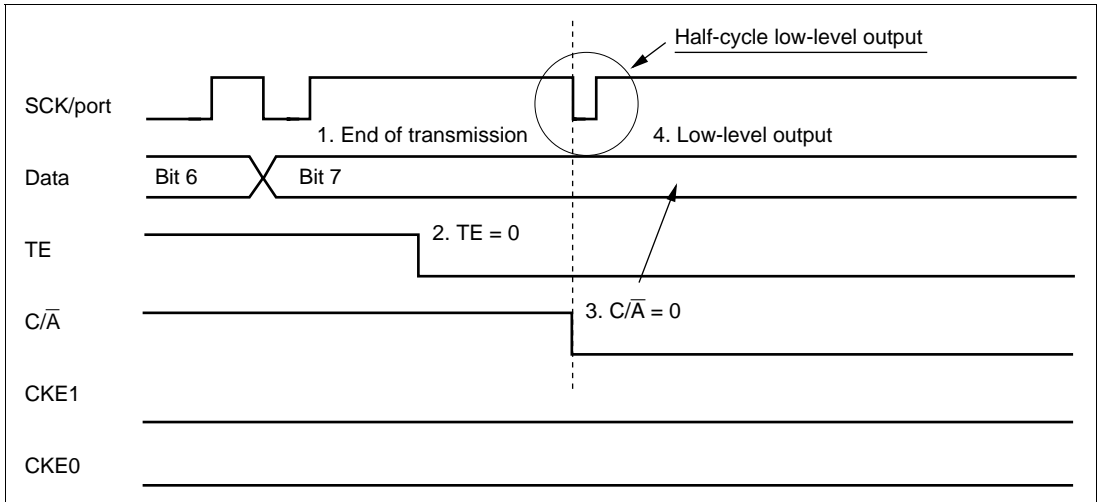 Half-cycle low-level output
SCK/port
1. End of transmission
4. Low-level output
Data
Bit 6
Bit 7
TE
2. TE = 0
C/A̅
3. C/A̅ = 0
CKE1
CKE0